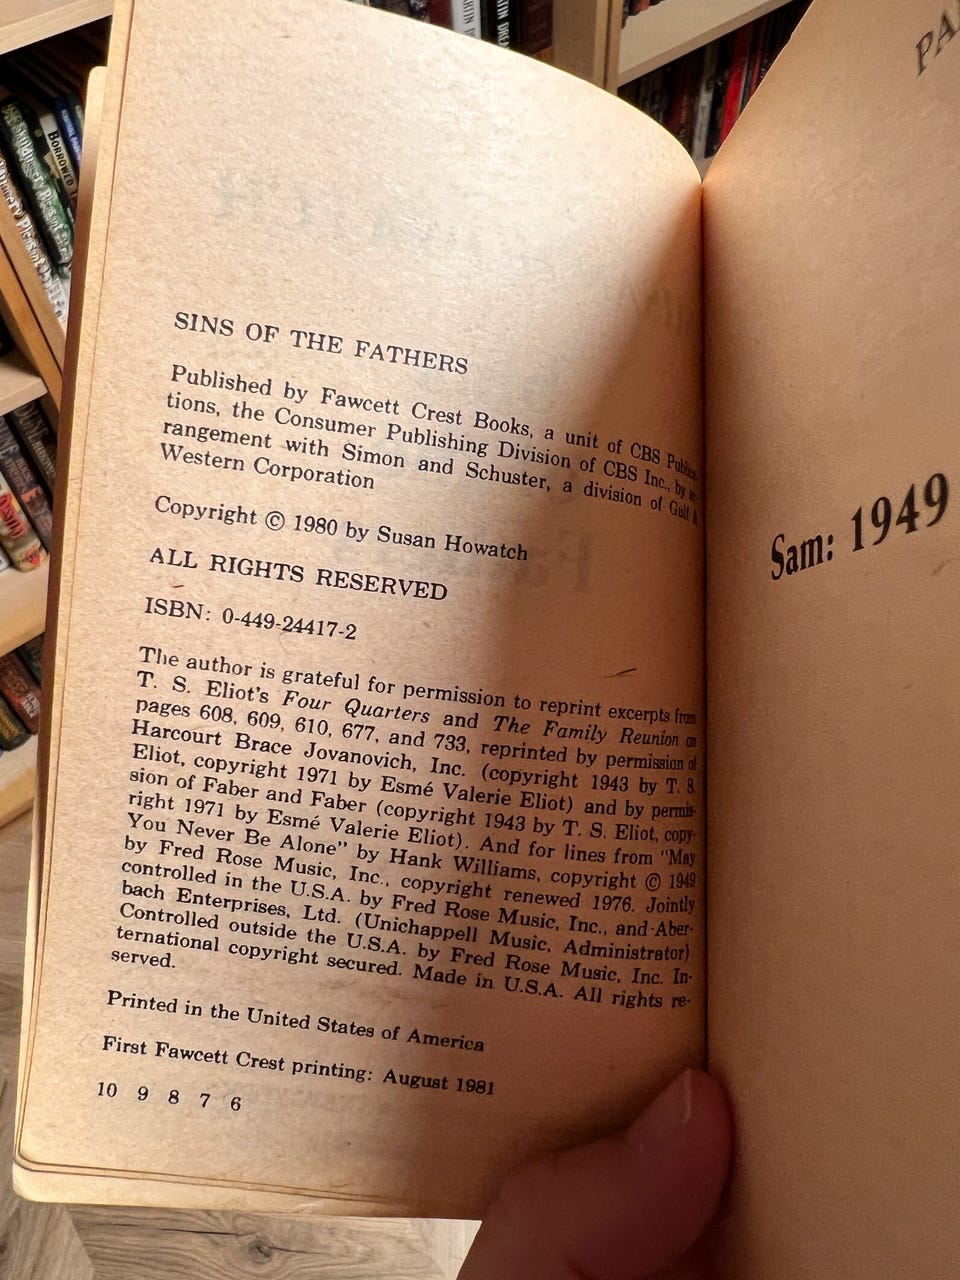 SINS OF THE FATHERS
Published by Fawcett Crest Books, a unit of CBS Publica-
tions, the Consumer Publishing Division of CBS Inc., by ar-
rangement with Simon and Schuster, a division of Gulf &
Western Corporation
Copyright © 1980 by Susan Howatch
ALL RIGHTS RESERVED
ISBN: 0-449-24417-2
The author is grateful for permission to reprint excerpts from
T. S. Eliot's Four Quarters and The Family Reunion on
pages 608, 609, 610, 677, and 733, reprinted by permission of
Harcourt Brace Jovanovich, Inc. (copyright 1943 by T. S.
Eliot, copyright 1971 by Esmé Valerie Eliot) and by permis-
sion of Faber and Faber (copyright 1943 by T. S. Eliot, copy-
right 1971 by Esmé Valerie Eliot). And for lines from "May
You Never Be Alone" by Hank Williams, copyright © 1949
by Fred Rose Music, Inc., copyright renewed 1976. Jointly
controlled in the U.S.A. by Fred Rose Music, Inc., and Aber-
bach Enterprises, Ltd. (Unichappell Music, Administrator)
Controlled outside the U.S.A. by Fred Rose Music, Inc. In-
ternational copyright secured. Made in U.S.A. All rights re-
served.
Printed in the United States of America
First Fawcett Crest printing: August 1981
10 9 8 7 6
PA
Sam: 1949
BORROWED
Skulduggery Pleasant